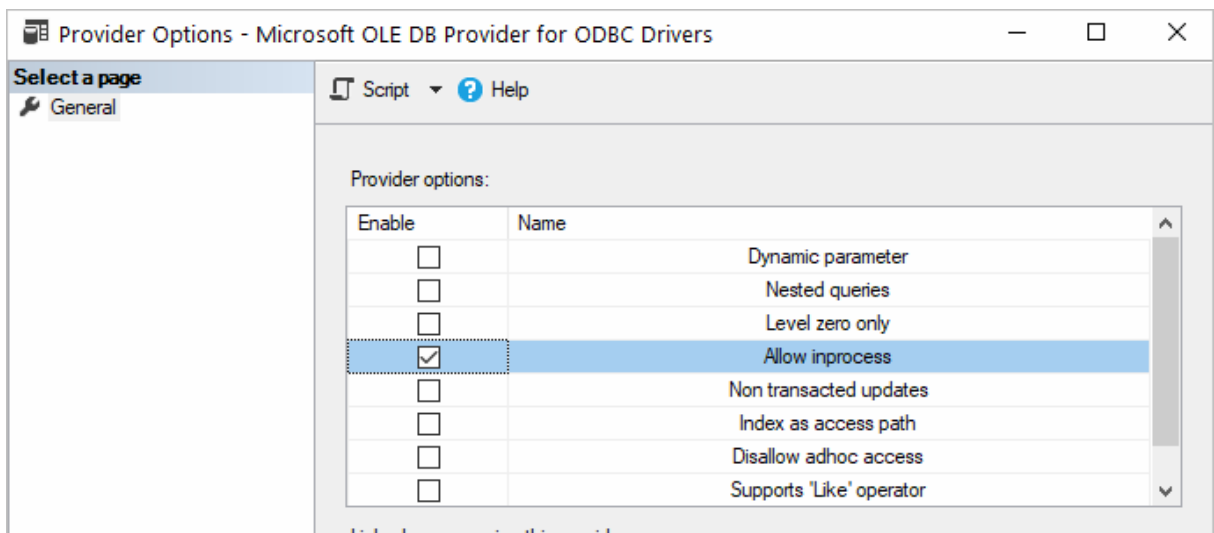 Provider Options - Microsoft OLE DB Provider for ODBC Drivers
Select a page
General
Script Help
Provider options:
Enable Name
Dynamic parameter
Nested queries
Level zero only
Allow inprocess
Non transacted updates
Index as access path
Disallow adhoc access
Supports 'Like' operator